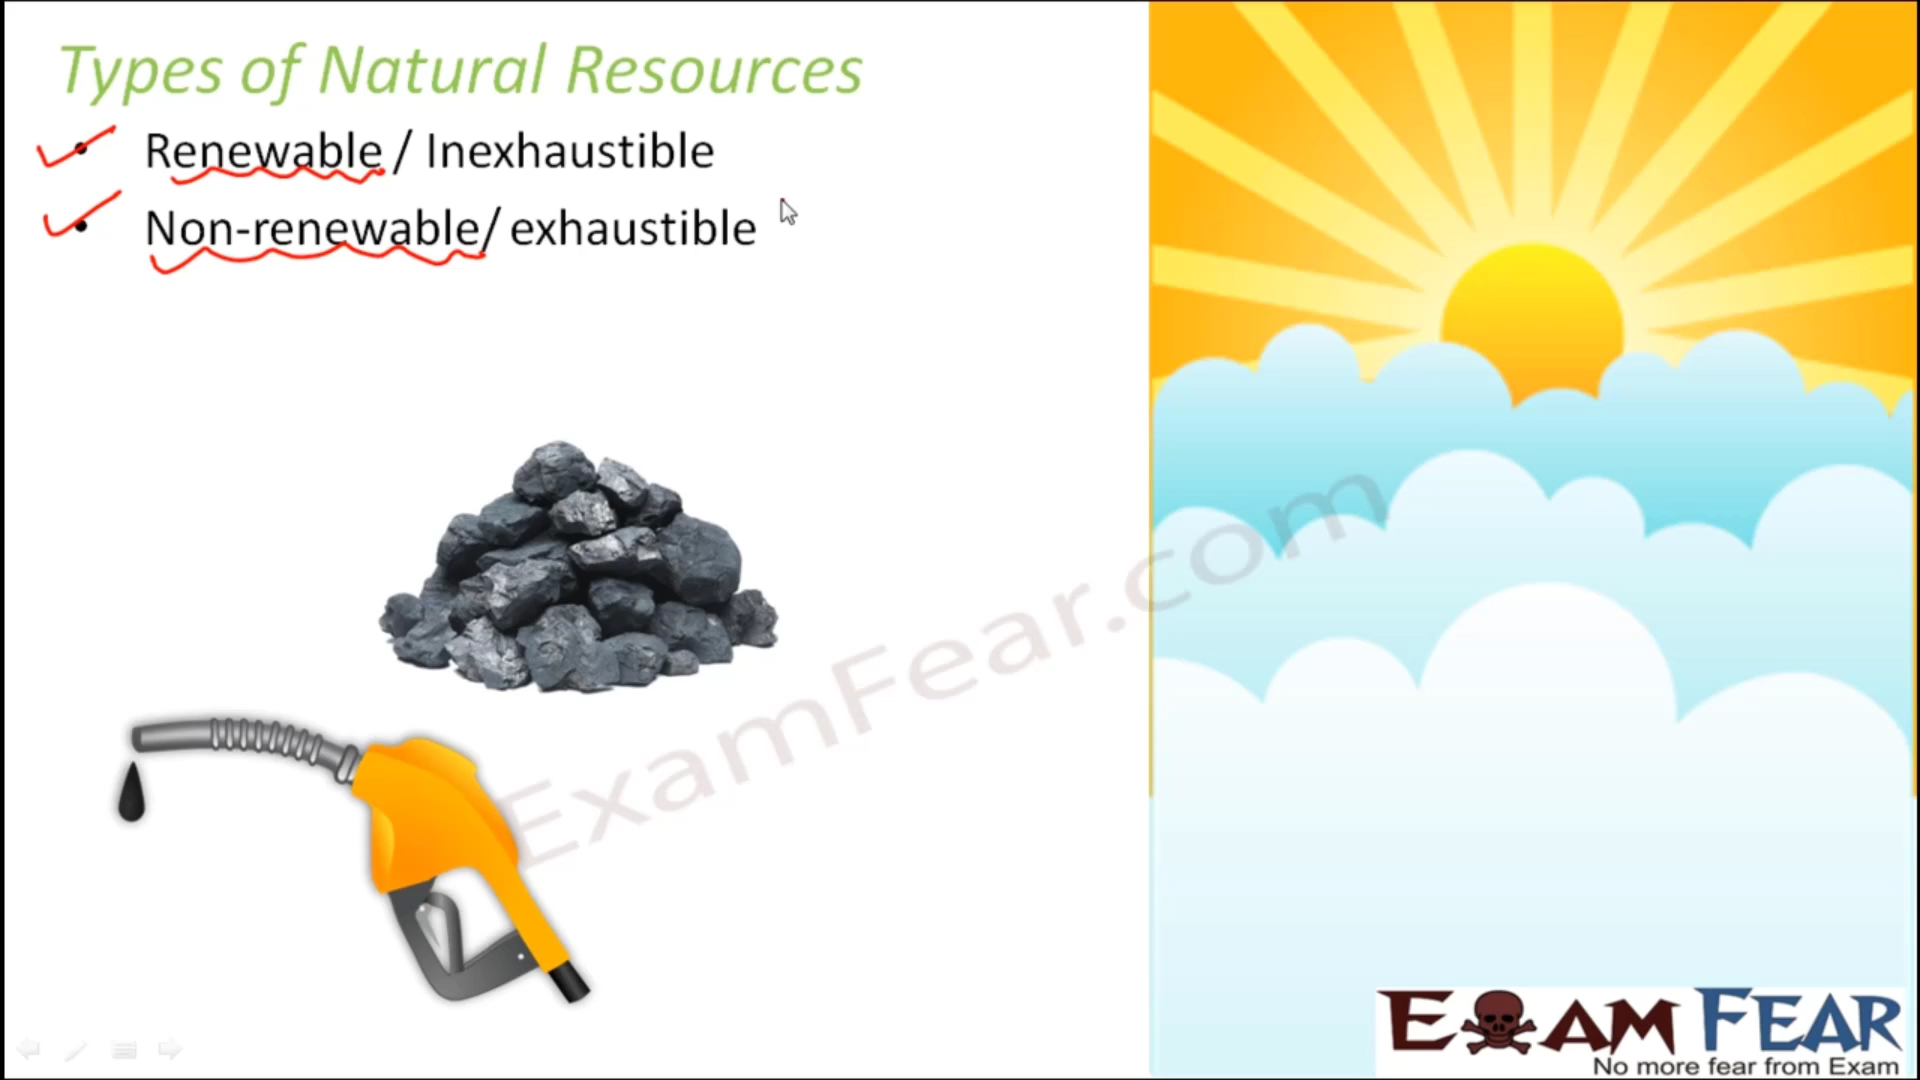 Types of Natural Resources
• Renewable / Inexhaustible
• Non-renewable/ exhaustible
ExamFear.com
EXAM FEAR
No more fear from Exam